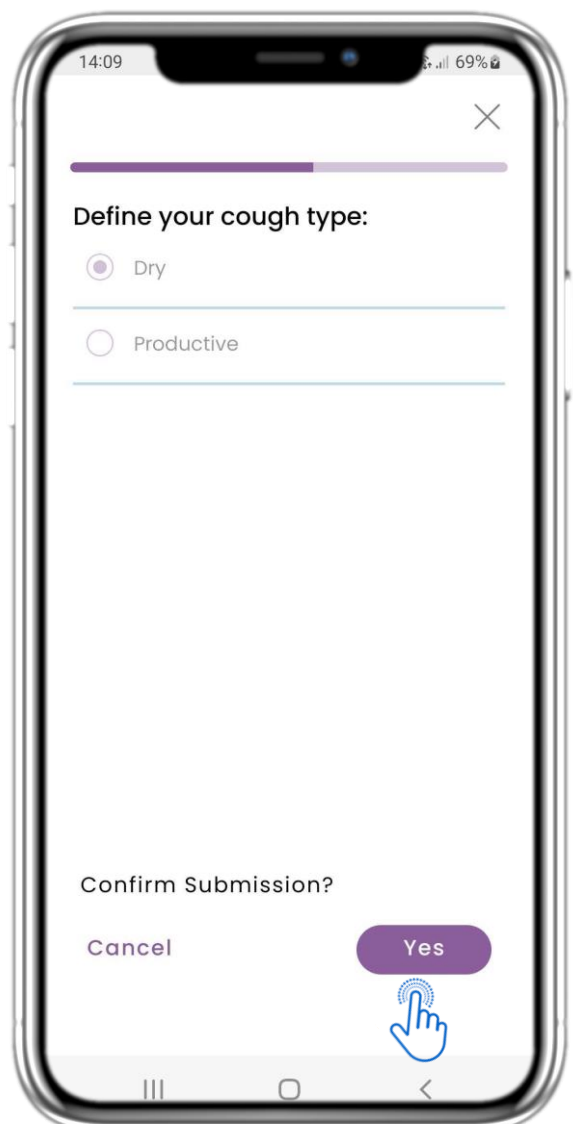 14:09
69%
Define your cough type:
Dry
Productive
Confirm Submission?
Cancel
Yes